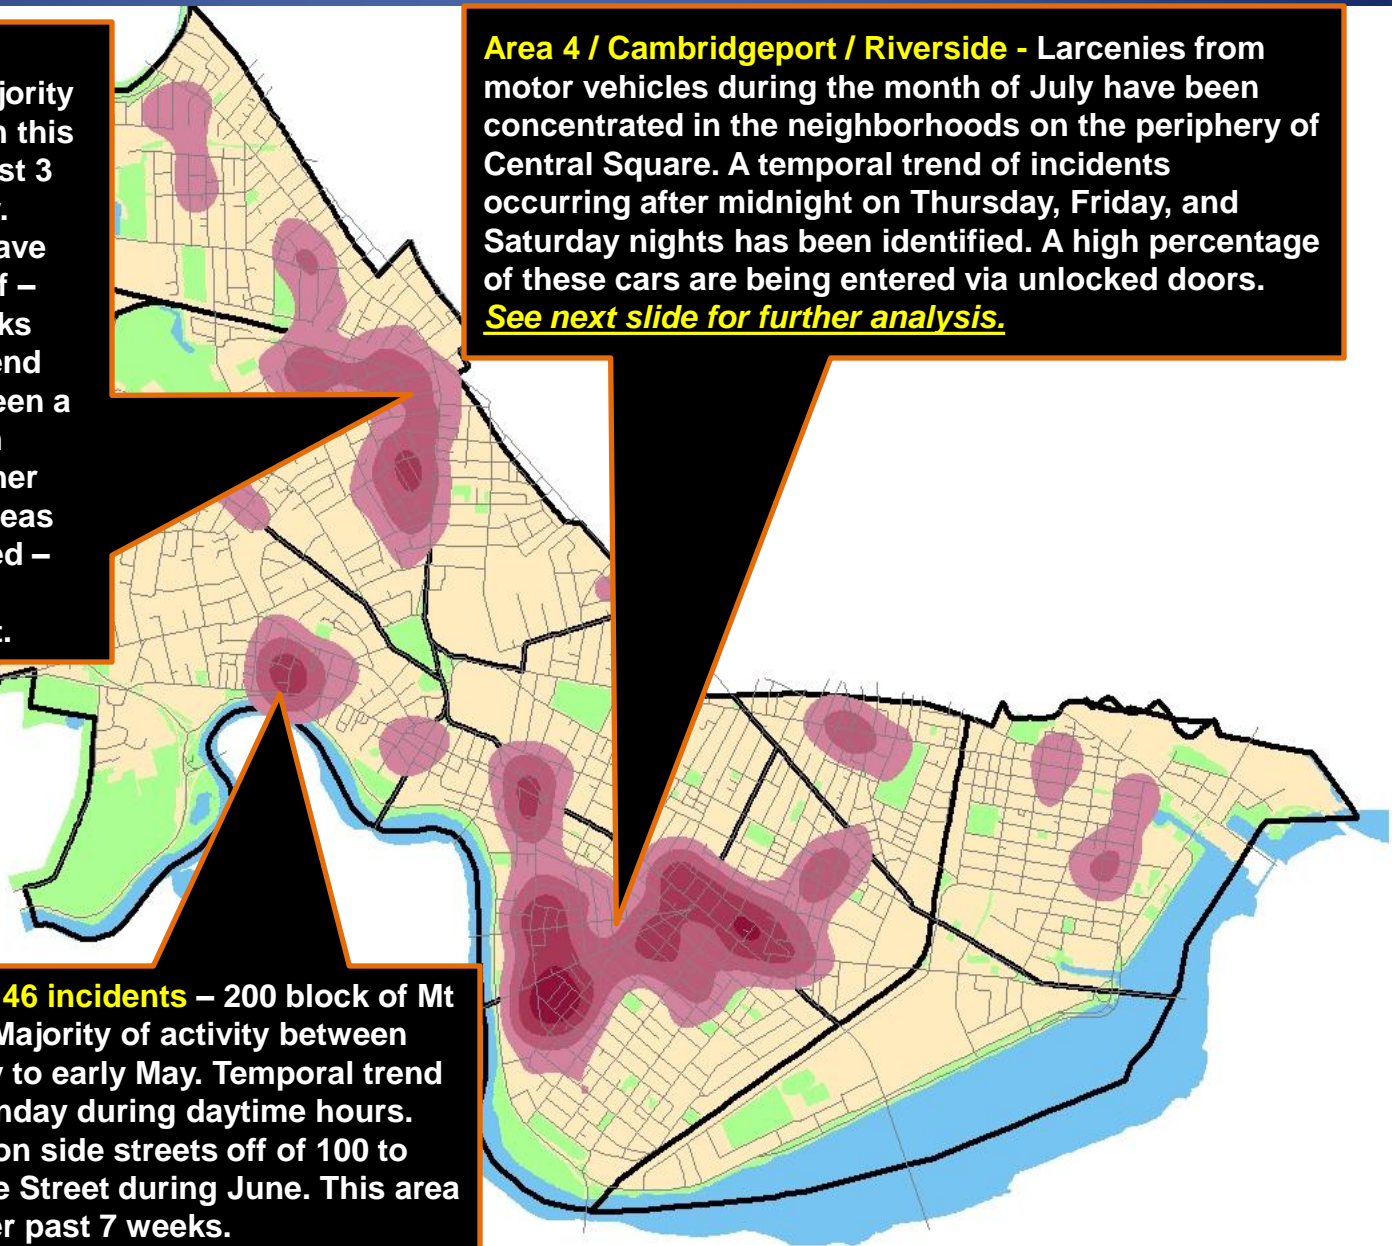 jority
n this
st 3
.
ave
f –
ks
end
een a
n
her
eas
ed –
t.
Area 4 / Cambridgeport / Riverside - Larcenies from
motor vehicles during the month of July have been
concentrated in the neighborhoods on the periphery of
Central Square. A temporal trend of incidents
occurring after midnight on Thursday, Friday, and
Saturday nights has been identified. A high percentage
of these cars are being entered via unlocked doors.
See next slide for further analysis.
46 incidents – 200 block of Mt
Majority of activity between
y to early May. Temporal trend
nday during daytime hours.
on side streets off of 100 to
e Street during June. This area
er past 7 weeks.